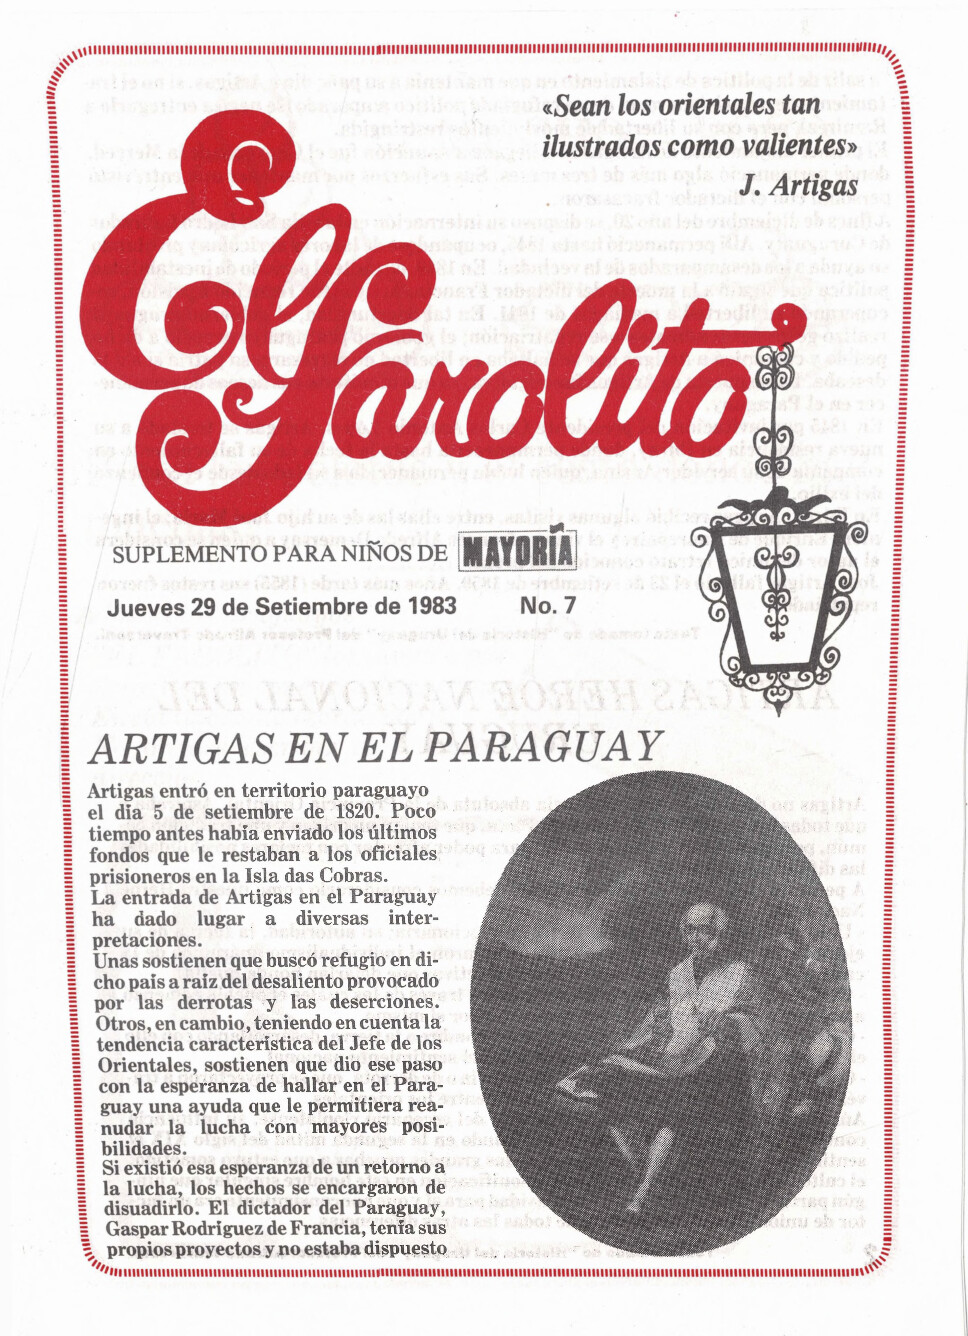 «Sean los orientales tan
ilustrados como valientes»
J. Artigas
El Farolito
SUPLEMENTO PARA NIÑOS DE MAYORÍA
Jueves 29 de Setiembre de 1983 No. 7
ARTIGAS EN EL PARAGUAY
Artigas entró en territorio paraguayo
el día 5 de setiembre de 1820. Poco
tiempo antes había enviado los últimos
fondos que le restaban a los oficiales
prisioneros en la Isla das Cobras.
La entrada de Artigas en el Paraguay
ha dado lugar a diversas inter-
pretaciones.
Unas sostienen que buscó refugio en di-
cho país a raíz del desaliento provocado
por las derrotas y las deserciones.
Otros, en cambio, teniendo en cuenta la
tendencia característica del Jefe de los
Orientales, sostienen que dio ese paso
con la esperanza de hallar en el Para-
guay una ayuda que le permitiera rea-
nudar la lucha con mayores posi-
bilidades.
Si existió esa esperanza de un retorno a
la lucha, los hechos se encargaron de
disuadirlo. El dictador del Paraguay,
Gaspar Rodríguez de Francia, tenía sus
propios proyectos y no estaba dispuesto